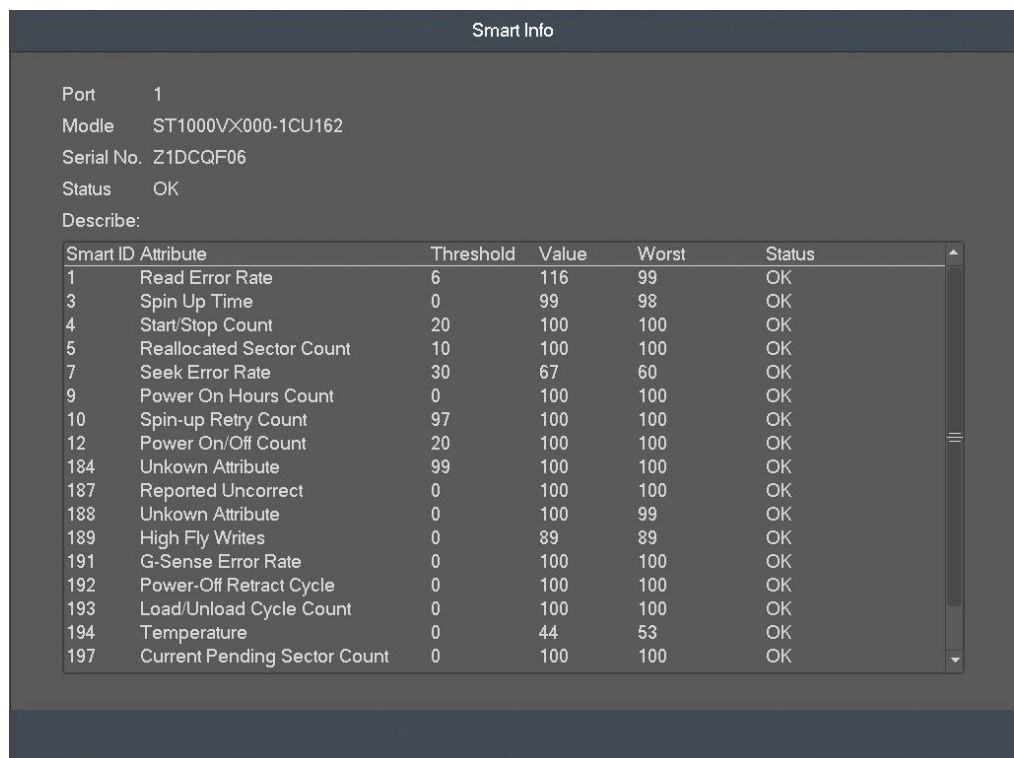 Smart Info
Port 1
Modle ST1000VX000-1CU162
Serial No. Z1DCQF06
Status OK
Describe:
Smart ID Attribute Threshold Value Worst Status
1 Read Error Rate 6 116 99 OK
3 Spin Up Time 0 99 98 OK
4 Start/Stop Count 20 100 100 OK
5 Reallocated Sector Count 10 100 100 OK
7 Seek Error Rate 30 67 60 OK
9 Power On Hours Count 0 100 100 OK
10 Spin-up Retry Count 97 100 100 OK
12 Power On/Off Count 20 100 100 OK
184 Unkown Attribute 99 100 100 OK
187 Reported Uncorrect 0 100 100 OK
188 Unkown Attribute 0 100 99 OK
189 High Fly Writes 0 89 89 OK
191 G-Sense Error Rate 0 100 100 OK
192 Power-Off Retract Cycle 0 100 100 OK
193 Load/Unload Cycle Count 0 100 100 OK
194 Temperature 0 44 53 OK
197 Current Pending Sector Count 0 100 100 OK